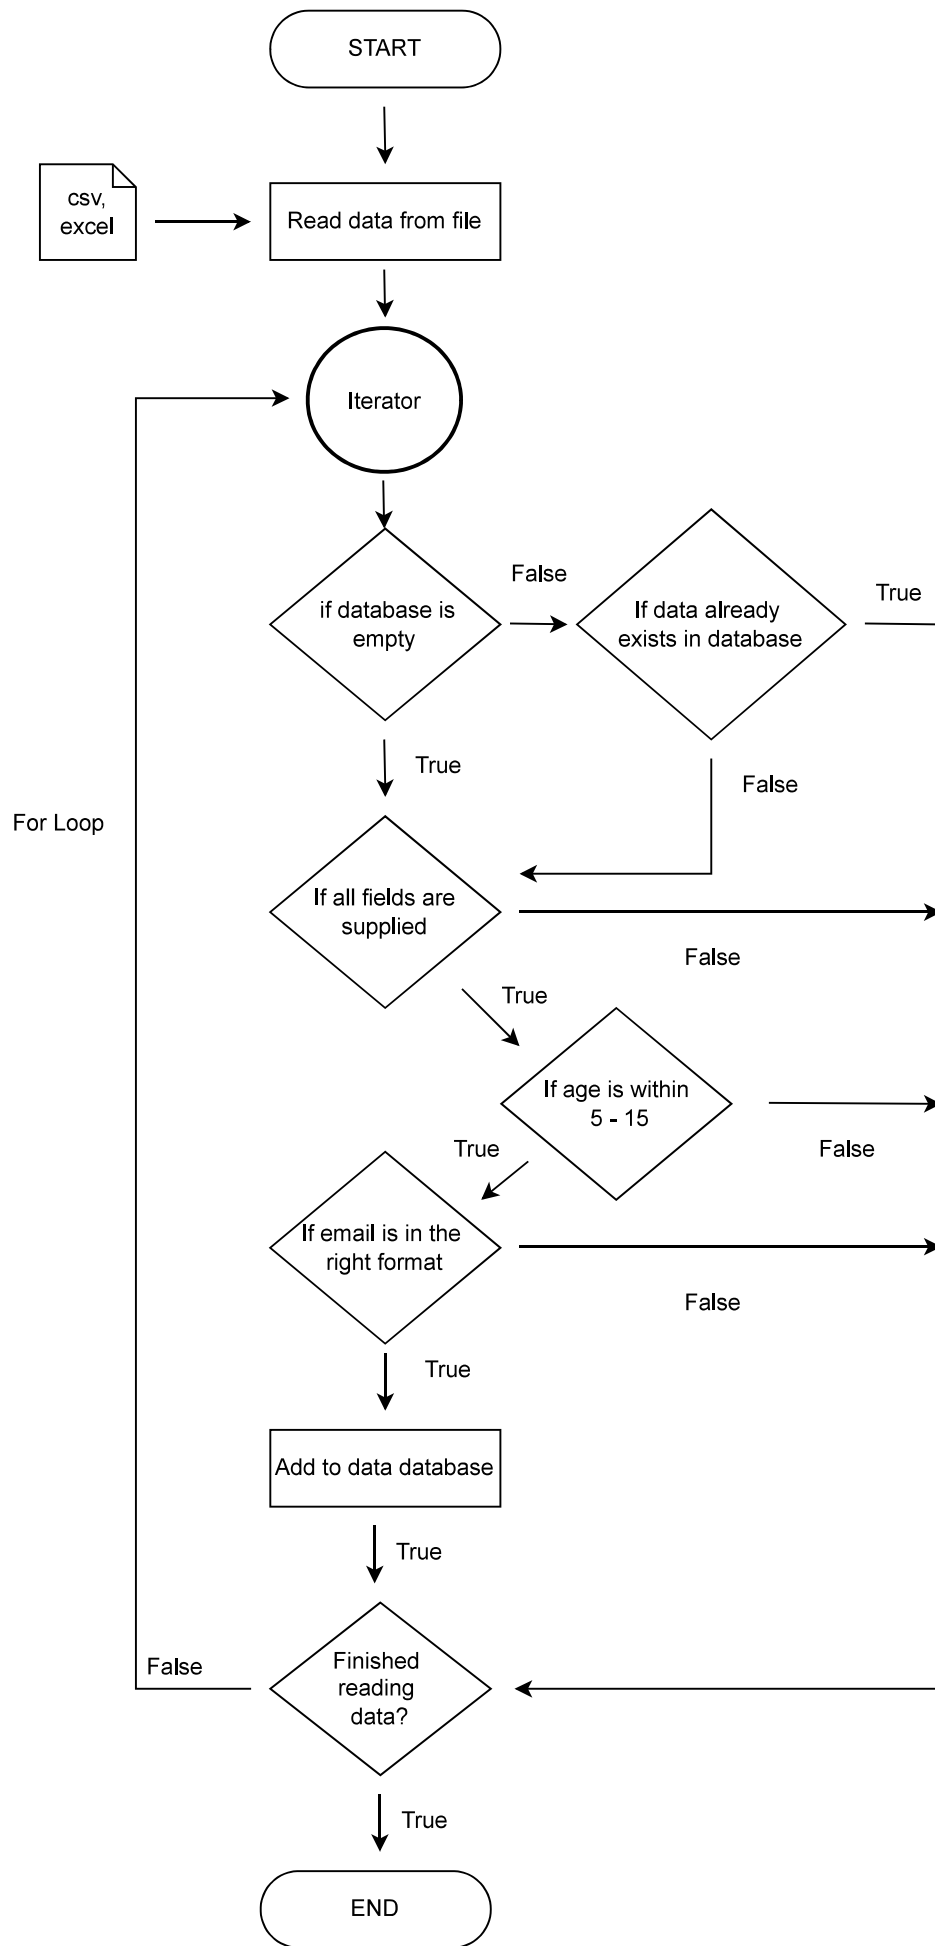 START
csv,
excel
Read data from file
Iterator
False
True
if database is
empty
If data already
exists in database
True
False
For Loop
If all fields are
supplied
False
True
If age is within
5 - 15
True
False
If email is in the
right format
False
True
Add to data database
True
False
Finished
reading
data?
True
END